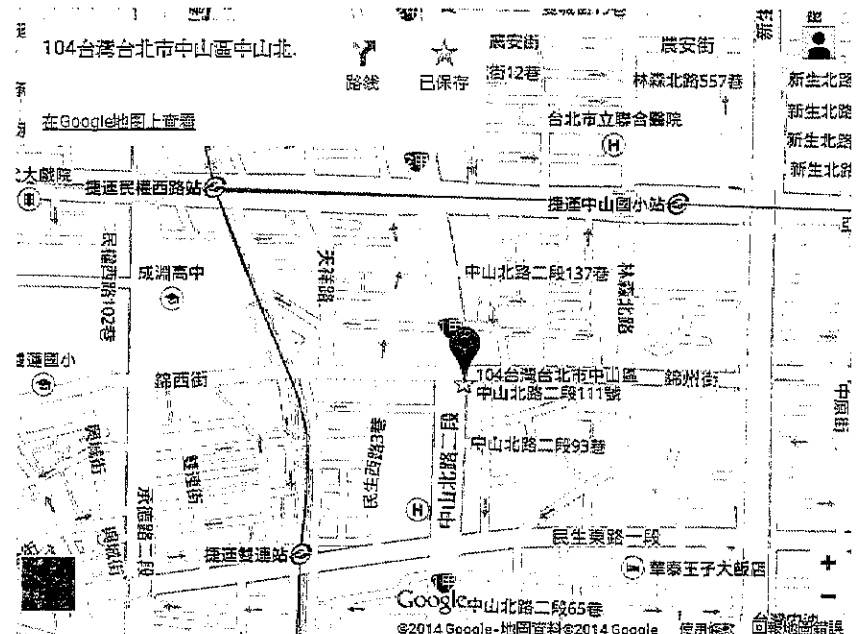 104台灣台北市中山區中山北.
路线
已保存
在Google地图上查看
農安街
農安街
街12巷
林森北路557巷
新生北路
新生北路
新生北路
新生北路
台北市立聯合醫院
大戲院
捷運民權西路站
捷運中山國小站
民權西路102巷
成淵高中
天祥路
中山北路二段137巷
林森北路
雙蓮國小
錦西街
104台灣台北市中山區
中山北路二段111號
錦州街
中原街
中山北路二段
中山北路二段93巷
民生西路3巷
雙連街
承德路二段
捷運雙連站
民生東路一段
華泰王子大飯店
+
−
Google
中山北路二段65巷
©2014 Google - 地图資料©2014 Google
使用條款
回報地圖錯誤